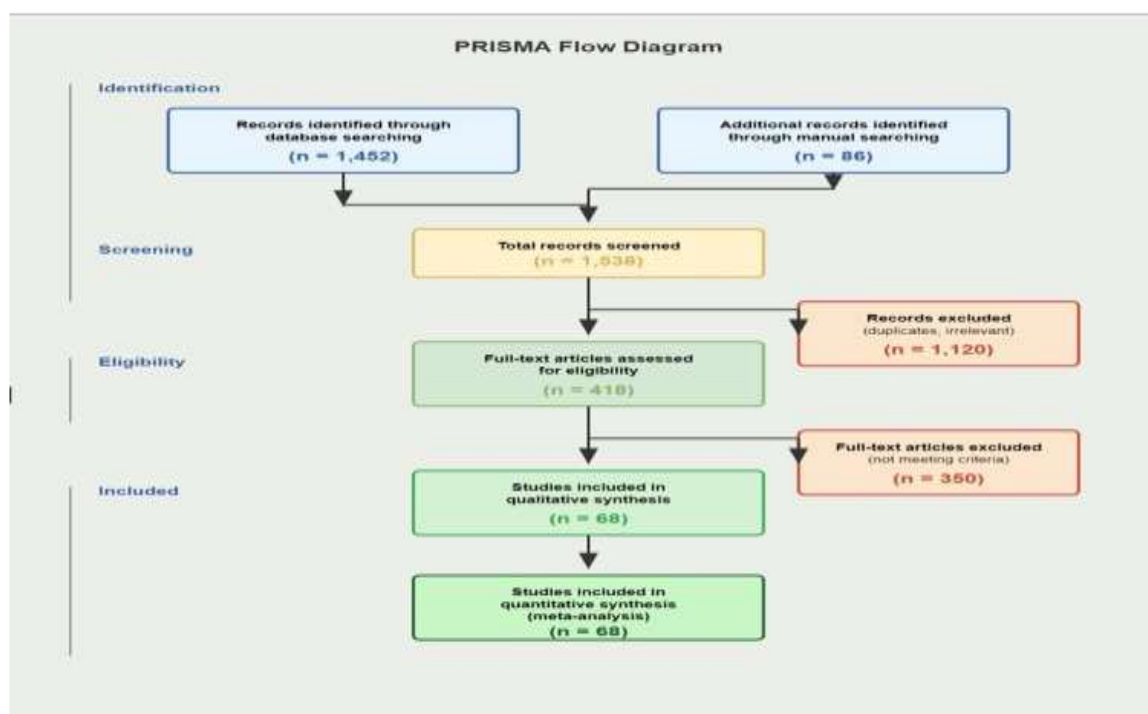 PRISMA Flow Diagram
Identification
Records identified through
database searching
(n = 1,452)
Additional records identified
through manual searching
(n = 86)
Screening
Total records screened
(n = 1,538)
Records excluded
(duplicates, irrelevant)
(n = 1,120)
Eligibility
Full-text articles assessed
for eligibility
(n = 418)
Full-text articles excluded
(not meeting criteria)
(n = 350)
Included
Studies included in
qualitative synthesis
(n = 68)
Studies included in
quantitative synthesis
(meta-analysis)
(n = 68)